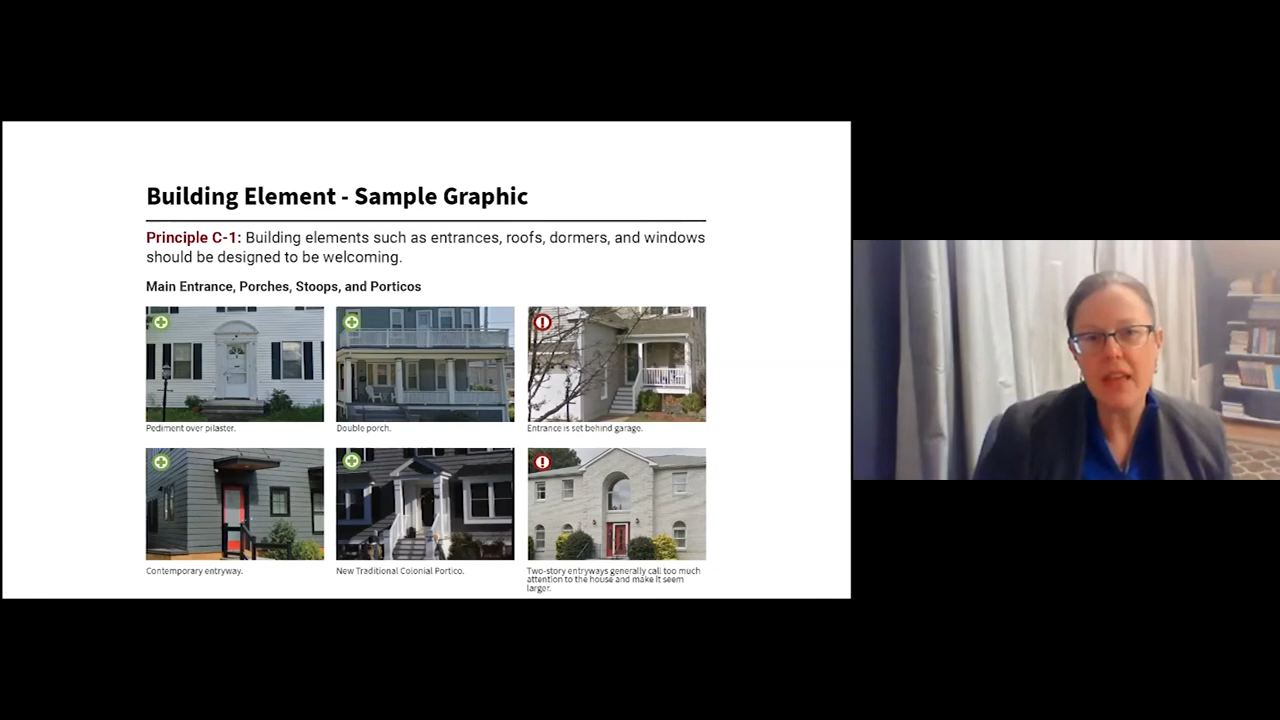 Building Element - Sample Graphic
Principle C-1: Building elements such as entrances, roofs, dormers, and windows
should be designed to be welcoming.
Main Entrance, Porches, Stoops, and Porticos
Pediment over pilaster.
Double porch.
Entrance is set behind garage.
Contemporary entryway.
New Traditional Colonial Portico.
Two-story entryways generally call too much
attention to the house and make it seem
larger.